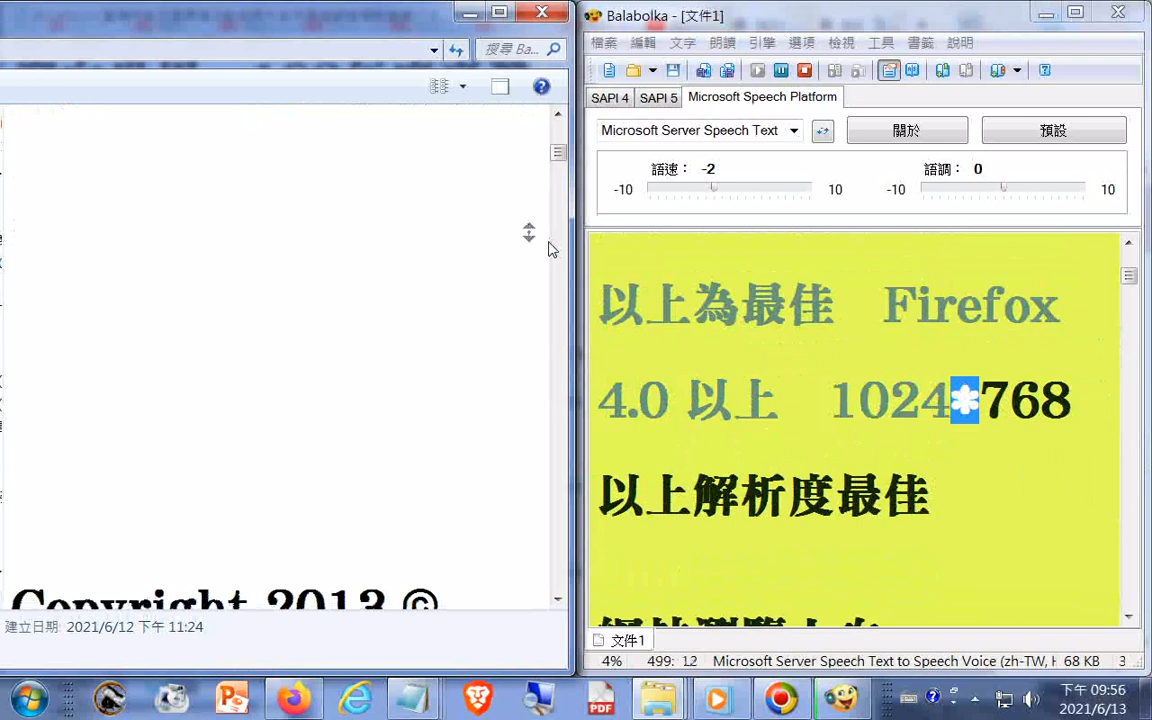 搜尋 Ba...
Copyright 2013 ©
建立日期: 2021/6/12 下午 11:24
Balabolka - [文件1]
檔案 編輯 文字 朗讀 引擎 選項 檢視 工具 書籤 說明
SAPI 4 SAPI 5 Microsoft Speech Platform
Microsoft Server Speech Text 關於 預設
語速： -2 語調： 0
-10 10 -10 10
以上為最佳 Firefox
4.0 以上 1024*768
以上解析度最佳
文件1
4% 499: 12 Microsoft Server Speech Text to Speech Voice (zh-TW, H 68 KB 3
PDF
下午 09:56
2021/6/13